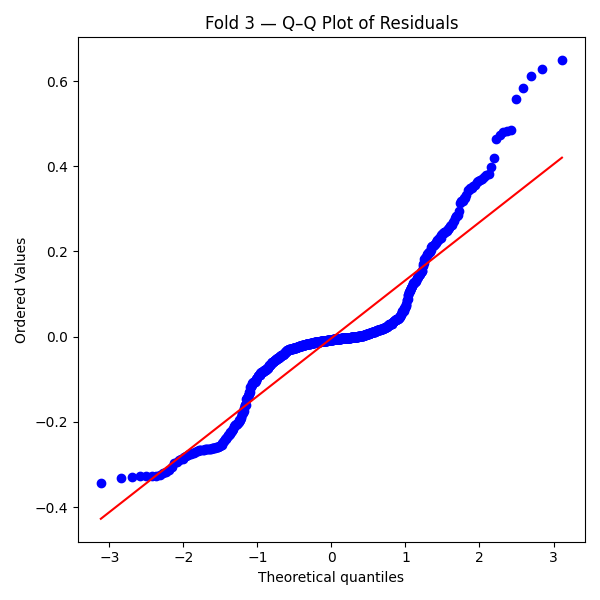 Fold 3 — Q–Q Plot of Residuals
Ordered Values
0.6
0.4
0.2
0.0
−0.2
−0.4
−3 −2 −1 0 1 2 3
Theoretical quantiles